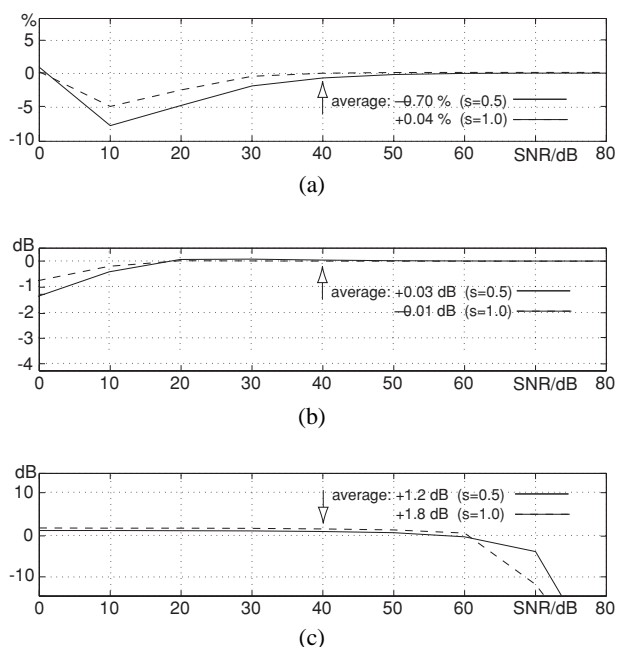 (a)
%
0
-5
-10
average: −0.70 % (s=0.5)
+0.04 % (s=1.0)
0 10 20 30 40 50 60 SNR/dB 80
(a)
dB
0
-1
-2
-3
-4
average: +0.03 dB (s=0.5)
−0.01 dB (s=1.0)
SNR/dB
0 10 20 30 40 50 60 70 80
(b)
dB
10
0
-10
average: +1.2 dB (s=0.5)
+1.8 dB (s=1.0)
SNR/dB
0 10 20 30 40 50 60 70 80
(c)